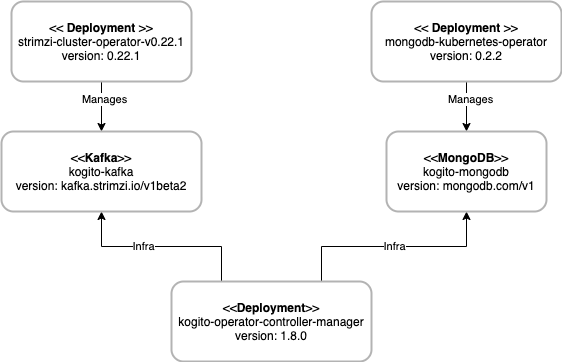 << Deployment >>
strimzi-cluster-operator-v0.22.1
version: 0.22.1
<< Deployment >>
mongodb-kubernetes-operator
version: 0.2.2
Manages
Manages
<<Kafka>>
kogito-kafka
version: kafka.strimzi.io/v1beta2
<<MongoDB>>
kogito-mongodb
version: mongodb.com/v1
Infra
Infra
<<Deployment>>
kogito-operator-controller-manager
version: 1.8.0